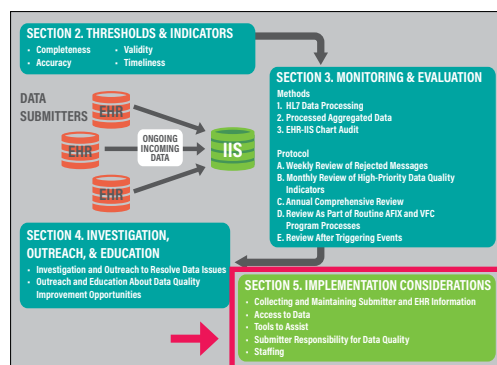 SECTION 2. THRESHOLDS & INDICATORS
• Completeness • Validity
• Accuracy • Timeliness
DATA
SUBMITTERS
EHR
EHR
EHR
ONGOING
INCOMING
DATA
IIS
SECTION 3. MONITORING & EVALUATION
Methods
1. HL7 Data Processing
2. Processed Aggregated Data
3. EHR-IIS Chart Audit
Protocol
A. Weekly Review of Rejected Messages
B. Monthly Review of High-Priority Data Quality
Indicators
C. Annual Comprehensive Review
D. Review As Part of Routine AFIX and VFC
Program Processes
E. Review After Triggering Events
SECTION 4. INVESTIGATION,
OUTREACH, & EDUCATION
• Investigation and Outreach to Resolve Data Issues
• Outreach and Education About Data Quality
Improvement Opportunities
SECTION 5. IMPLEMENTATION CONSIDERATIONS
• Collecting and Maintaining Submitter and EHR Information
• Access to Data
• Tools to Assist
• Submitter Responsibility for Data Quality
• Staffing